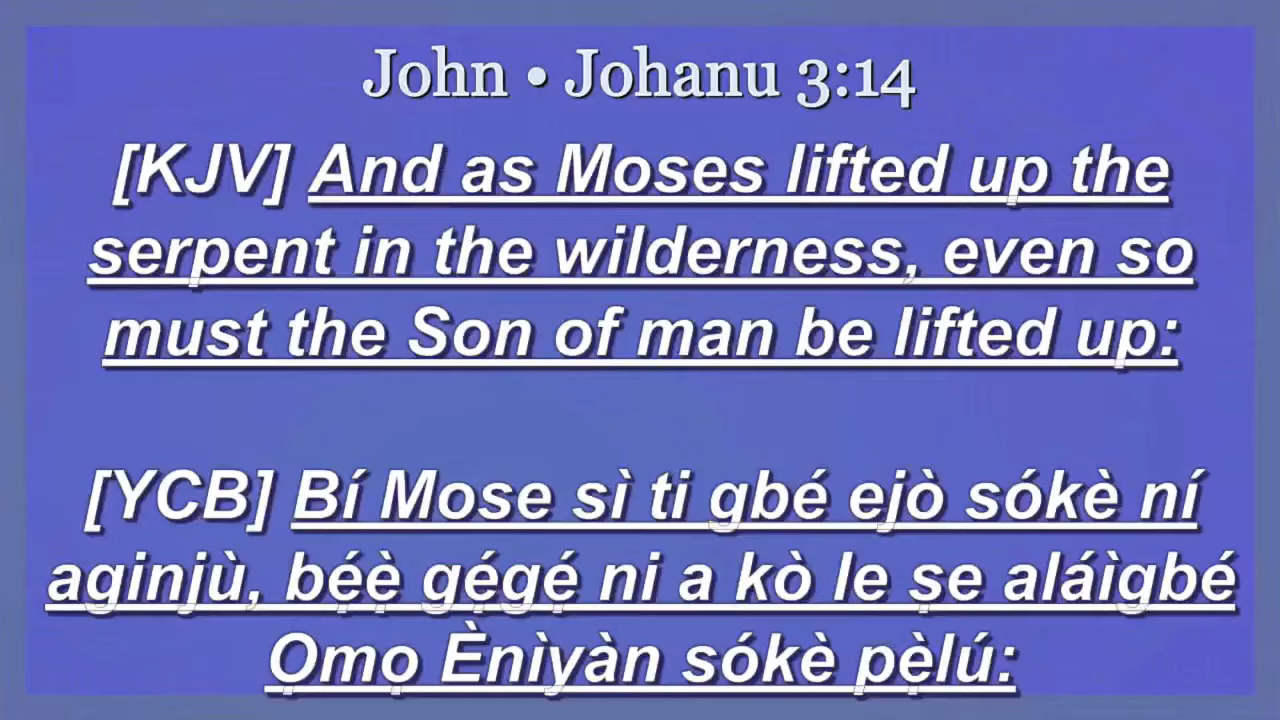 John • Johanu 3:14
[KJV] And as Moses lifted up the
serpent in the wilderness, even so
must the Son of man be lifted up:
[YCB] Bí Mose sì ti gbé ejò sókè ní
aginjù, bẹ́ẹ̀ gẹ́gẹ́ ni a kò le ṣe aláìgbé
Ọmọ Ènìyàn sókè pẹ̀lú: